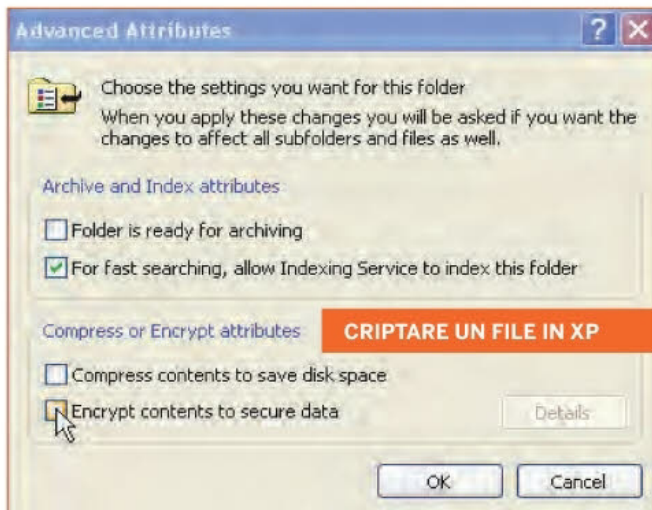 Advanced Attributes
Choose the settings you want for this folder
When you apply these changes you will be asked if you want the
changes to affect all subfolders and files as well.
Archive and Index attributes
Folder is ready for archiving
For fast searching, allow Indexing Service to index this folder
Compress or Encrypt attributes
CRIPTARE UN FILE IN XP
Compress contents to save disk space
Encrypt contents to secure data
Details
OK
Cancel